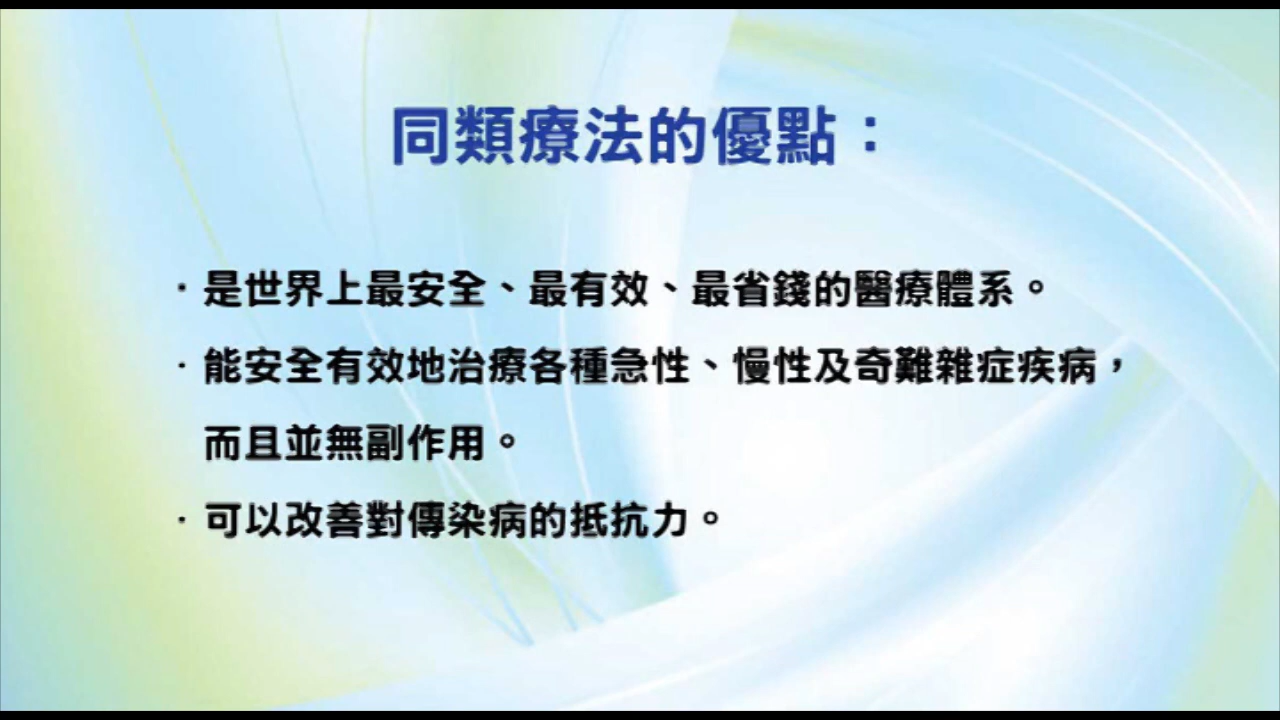 同類療法的優點：
·是世界上最安全、最有效、最省錢的醫療體系。
·能安全有效地治療各種急性、慢性及奇難雜症疾病，
而且並無副作用。
·可以改善對傳染病的抵抗力。